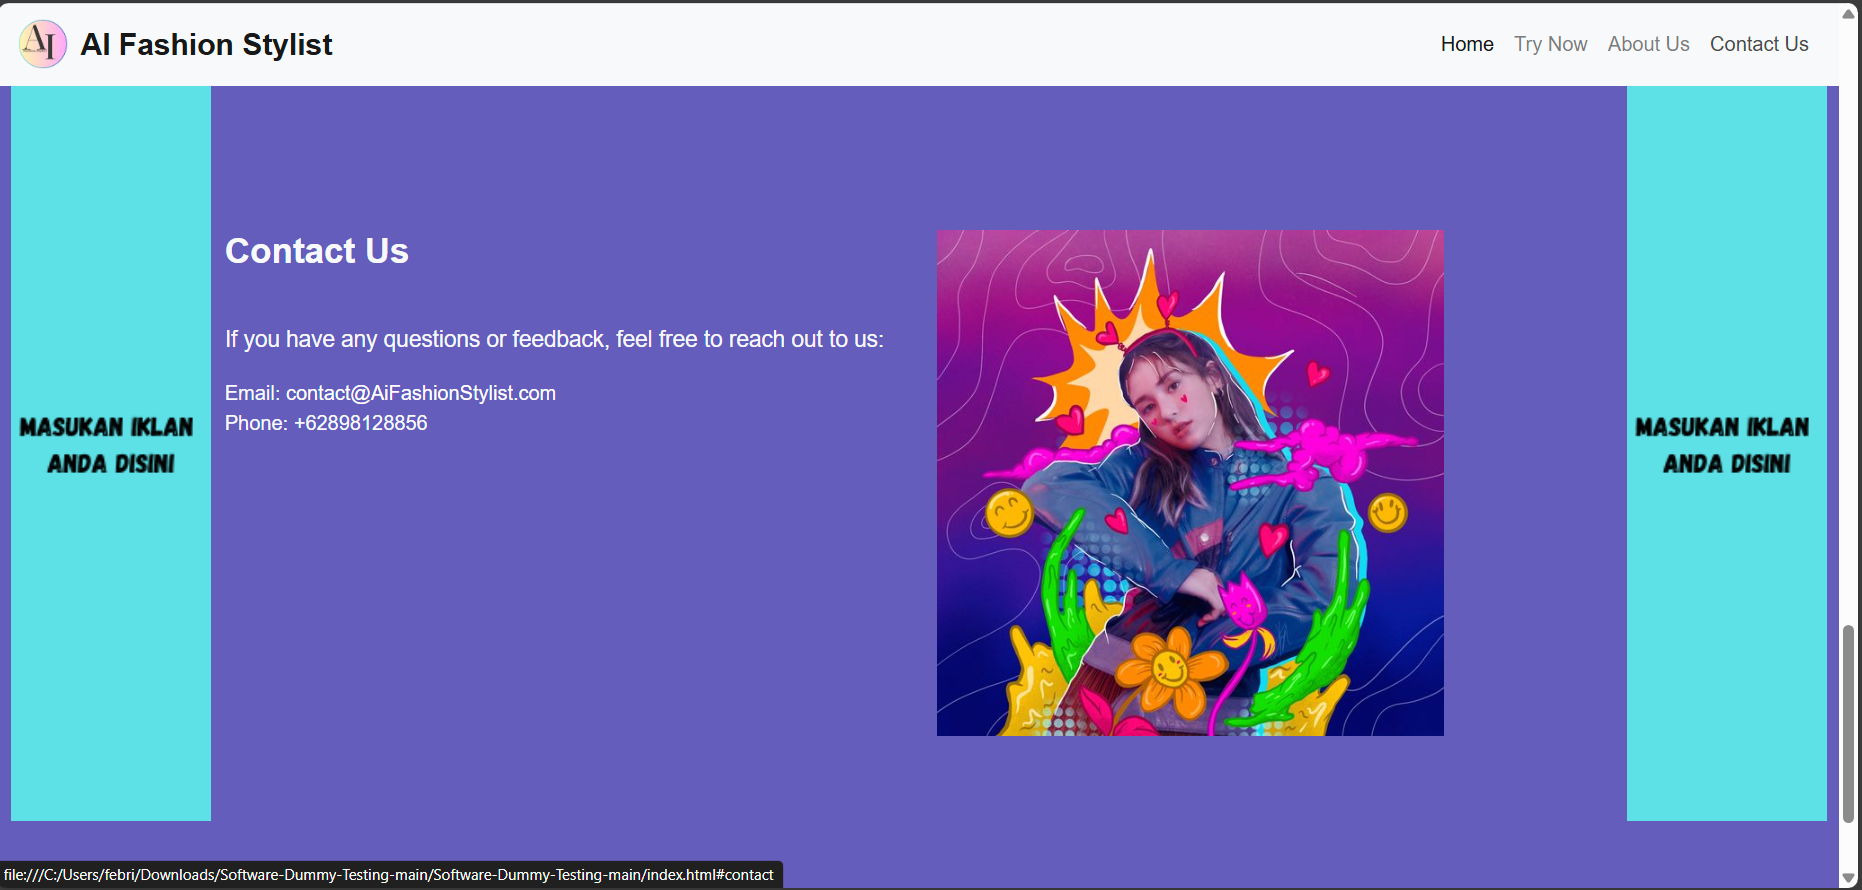 AI
AI Fashion Stylist
Home
Try Now
About Us
Contact Us
MASUKAN IKLAN
ANDA DISINI
Contact Us
If you have any questions or feedback, feel free to reach out to us:
Email: contact@AiFashionStylist.com
Phone: +62898128856
MASUKAN IKLAN
ANDA DISINI
file:///C:/Users/febri/Downloads/Software-Dummy-Testing-main/Software-Dummy-Testing-main/index.html#contact